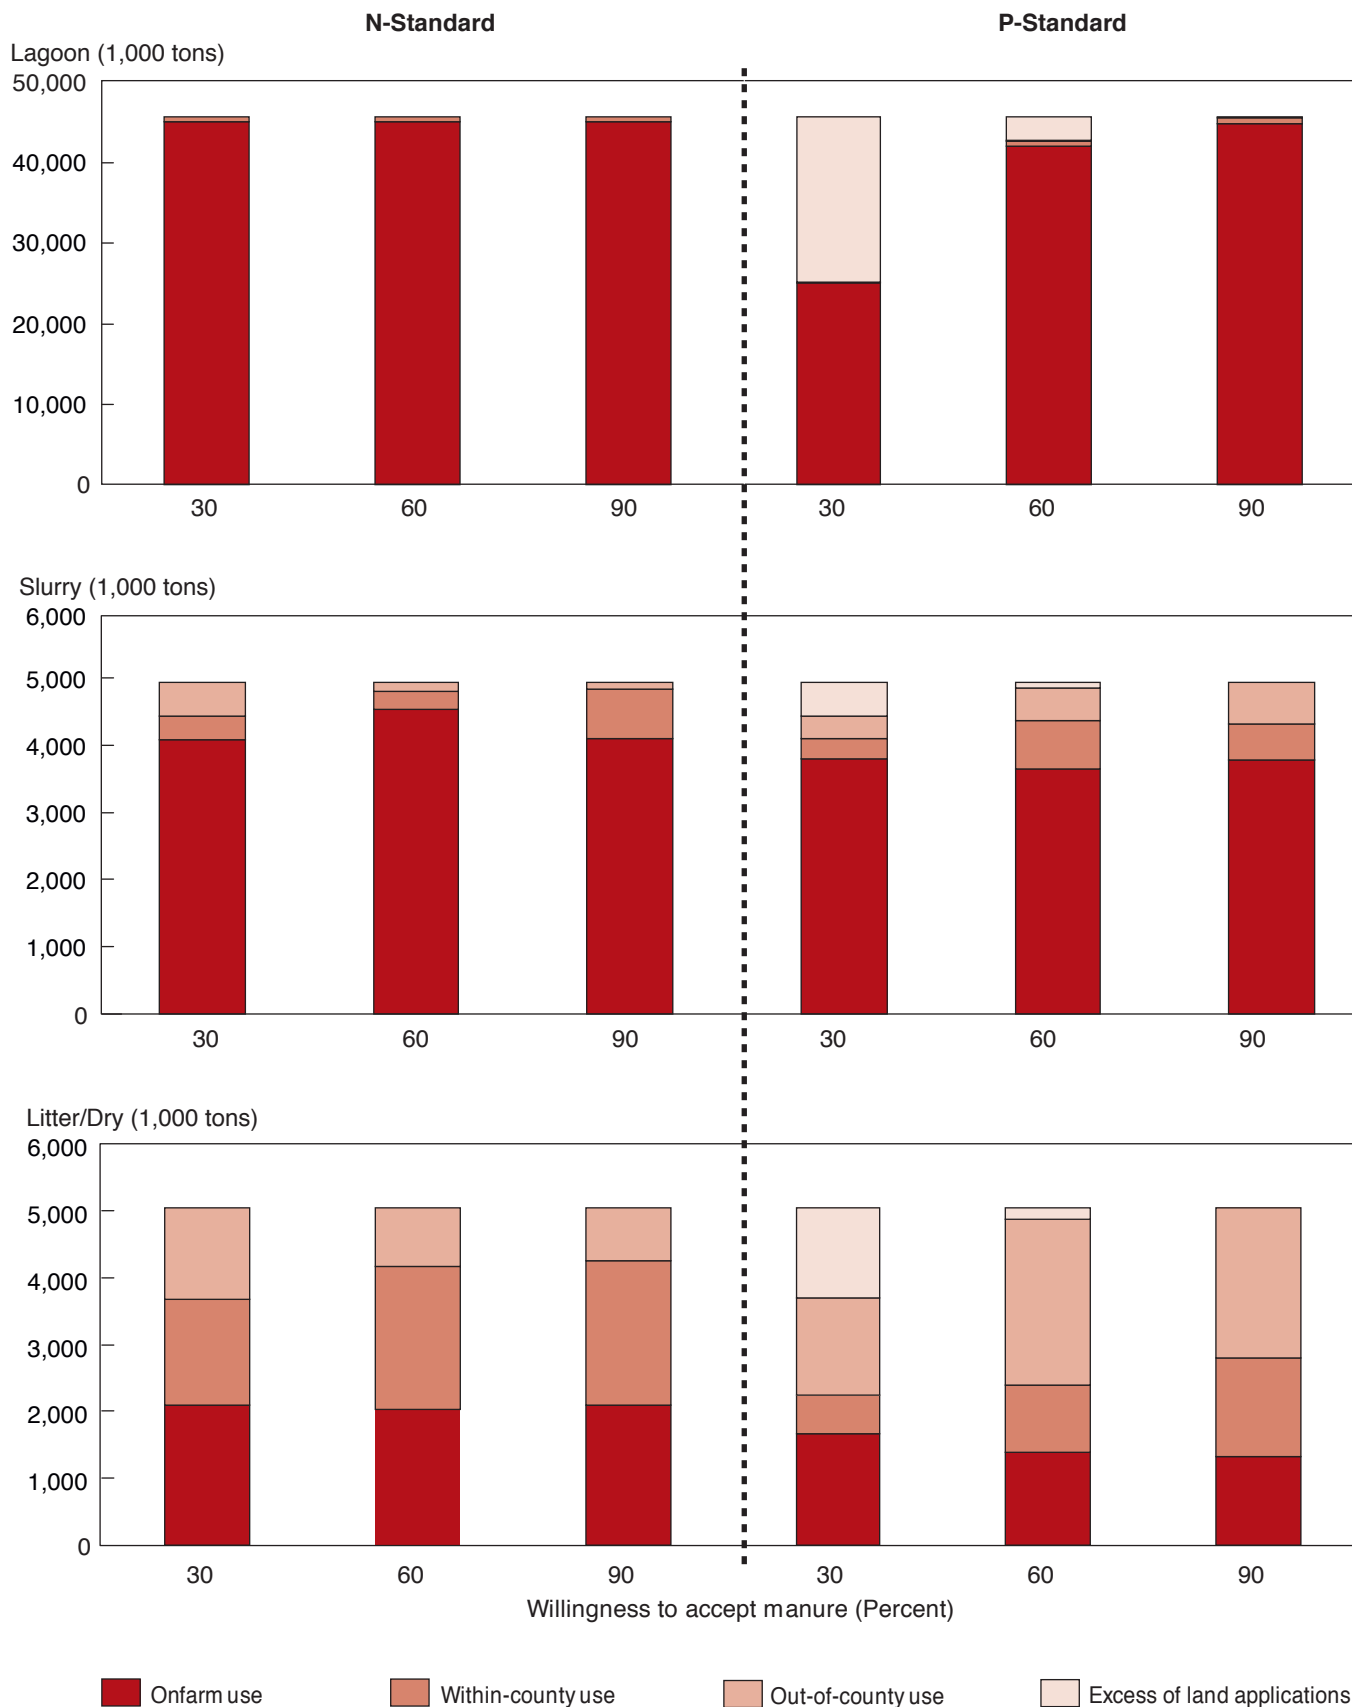 N-Standard P-Standard
Lagoon (1,000 tons)
50,000
40,000
30,000
20,000
10,000
0
30 60 90 30 60 90
Slurry (1,000 tons)
6,000
5,000
4,000
3,000
2,000
1,000
0
30 60 90 30 60 90
Litter/Dry (1,000 tons)
6,000
5,000
4,000
3,000
2,000
1,000
0
30 60 90 30 60 90
Willingness to accept manure (Percent)
Onfarm use Within-county use Out-of-county use Excess of land applications